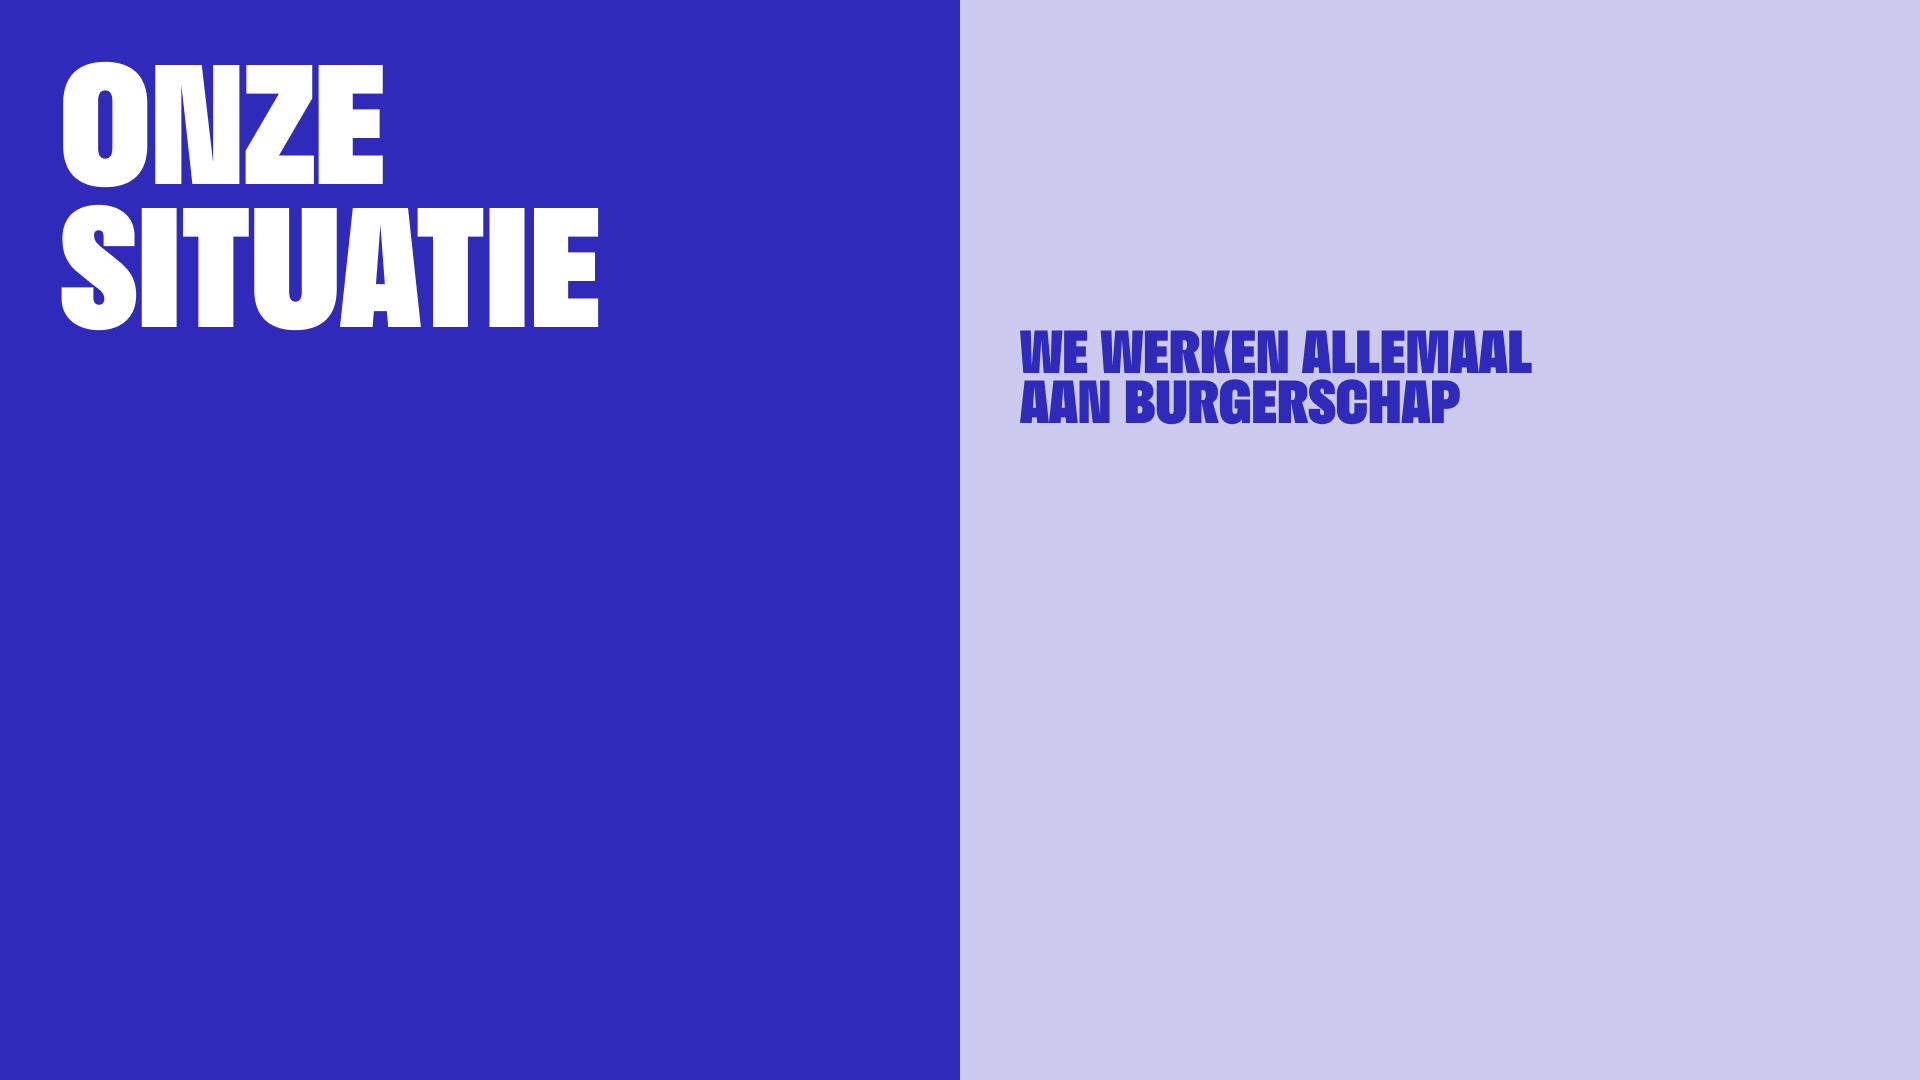 ONZE
SITUATIE
WE WERKEN ALLEMAAL
AAN BURGERSCHAP